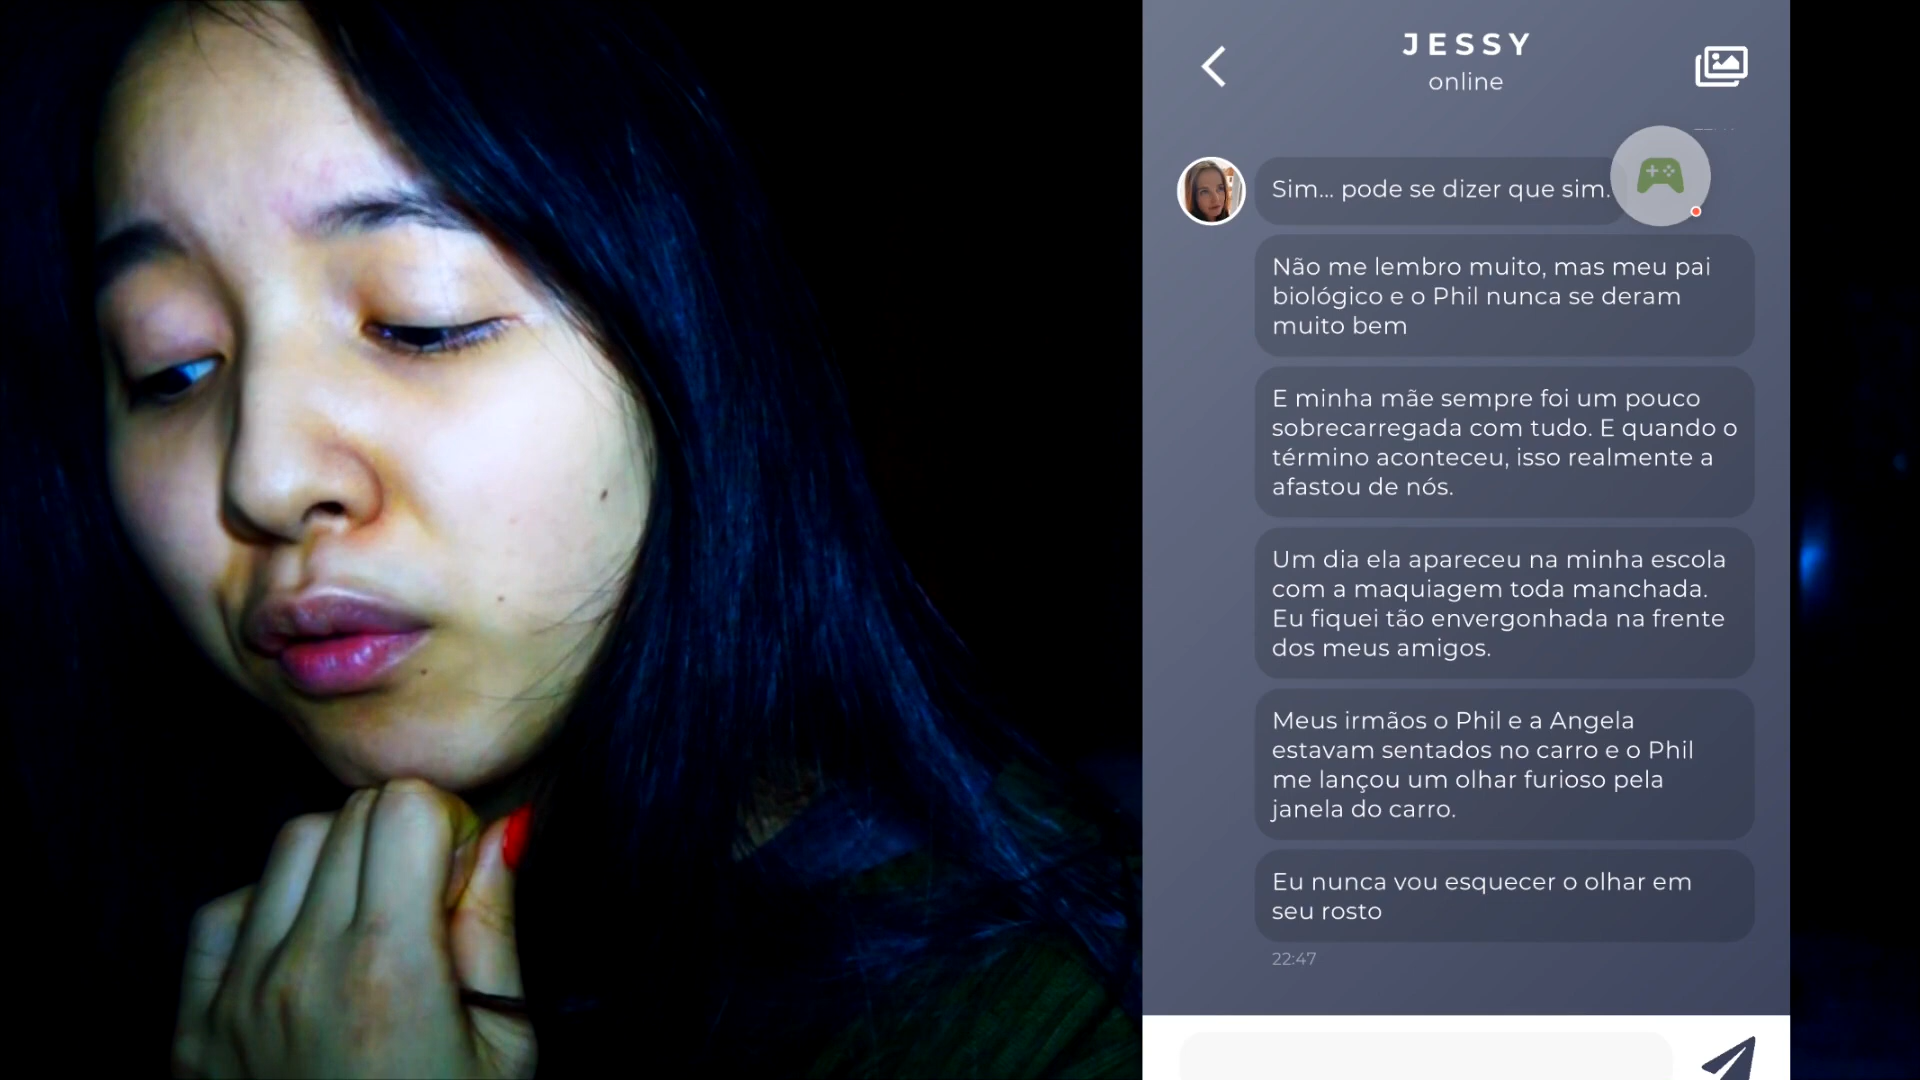 JESSY
online
Sim... pode se dizer que sim.
Não me lembro muito, mas meu pai
biológico e o Phil nunca se deram
muito bem
E minha mãe sempre foi um pouco
sobrecarregada com tudo. E quando o
término aconteceu, isso realmente a
afastou de nós.
Um dia ela apareceu na minha escola
com a maquiagem toda manchada.
Eu fiquei tão envergonhada na frente
dos meus amigos.
Meus irmãos o Phil e a Angela
estavam sentados no carro e o Phil
me lançou um olhar furioso pela
janela do carro.
Eu nunca vou esquecer o olhar em
seu rosto
22:47